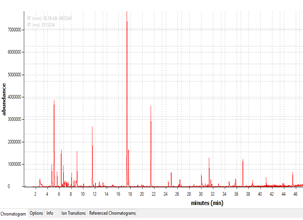 abundance
7000000
6000000
5000000
4000000
3000000
2000000
1000000
0
2 4 6 8 10 12 14 16 18 20 22 24 26 28 30 32 34 36 38 40 42 44 46
minutes (min)
Chromatogram Options Info Ion Transitions Referenced Chromatograms